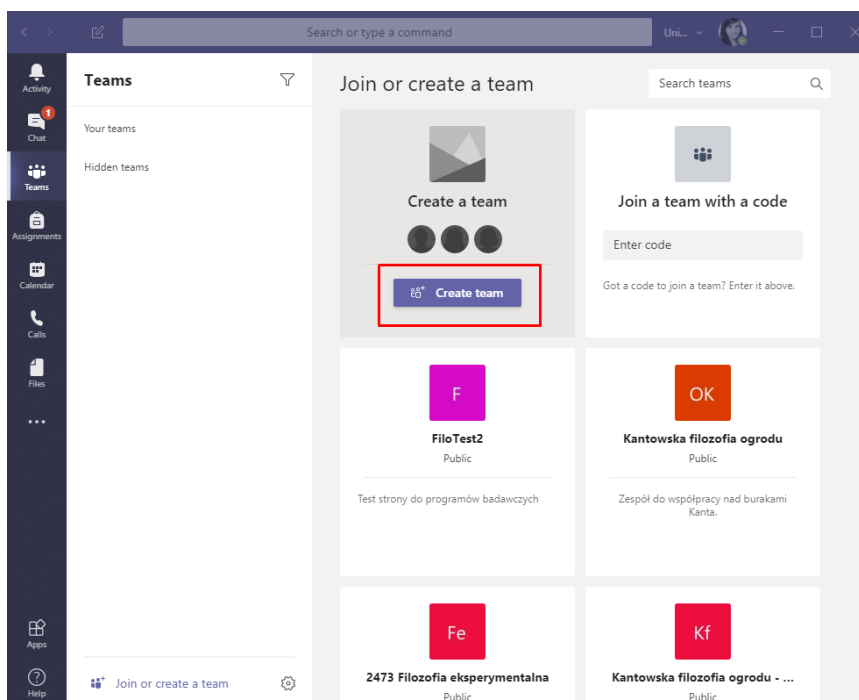 Search or type a command
Uni...
Activity
1
Chat
Teams
Assignments
Calendar
Calls
Files
Apps
Help
Teams
Your teams
Hidden teams
Join or create a team
Join or create a team
Search teams
Create a team
Create team
Join a team with a code
Enter code
Got a code to join a team? Enter it above.
F
FiloTest2
Public
Test strony do programów badawczych
OK
Kantowska filozofia ogrodu
Public
Zespół do współpracy nad burakami
Kanta.
Fe
2473 Filozofia eksperymentalna
Public
Kf
Kantowska filozofia ogrodu - ...
Public